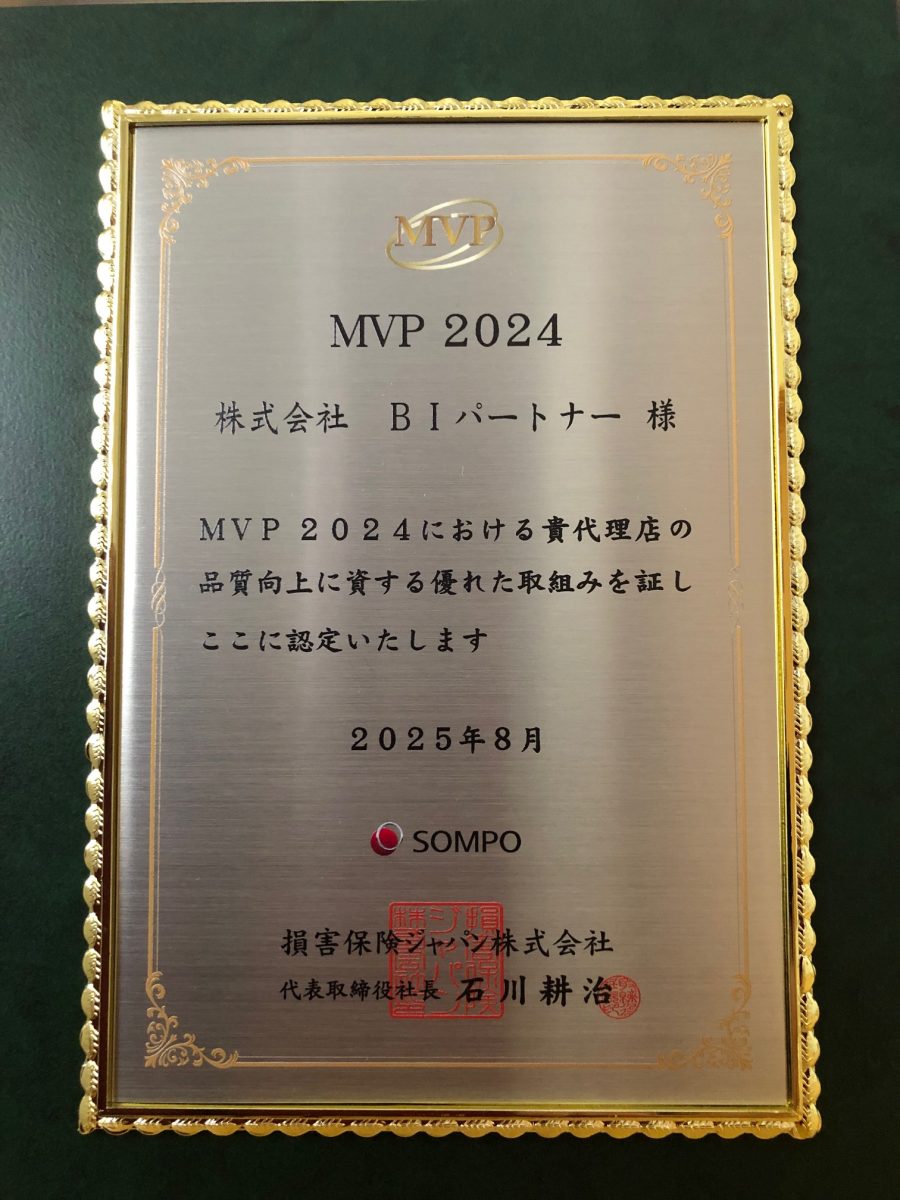 MVP
MVP 2024
株式会社　ＢＩパートナー 様
ＭＶＰ ２０２４における貴代理店の
品質向上に資する優れた取組みを証し
ここに認定いたします
２０２５年８月
SOMPO
損害保険ジャパン株式会社
代表取締役社長 石川耕治